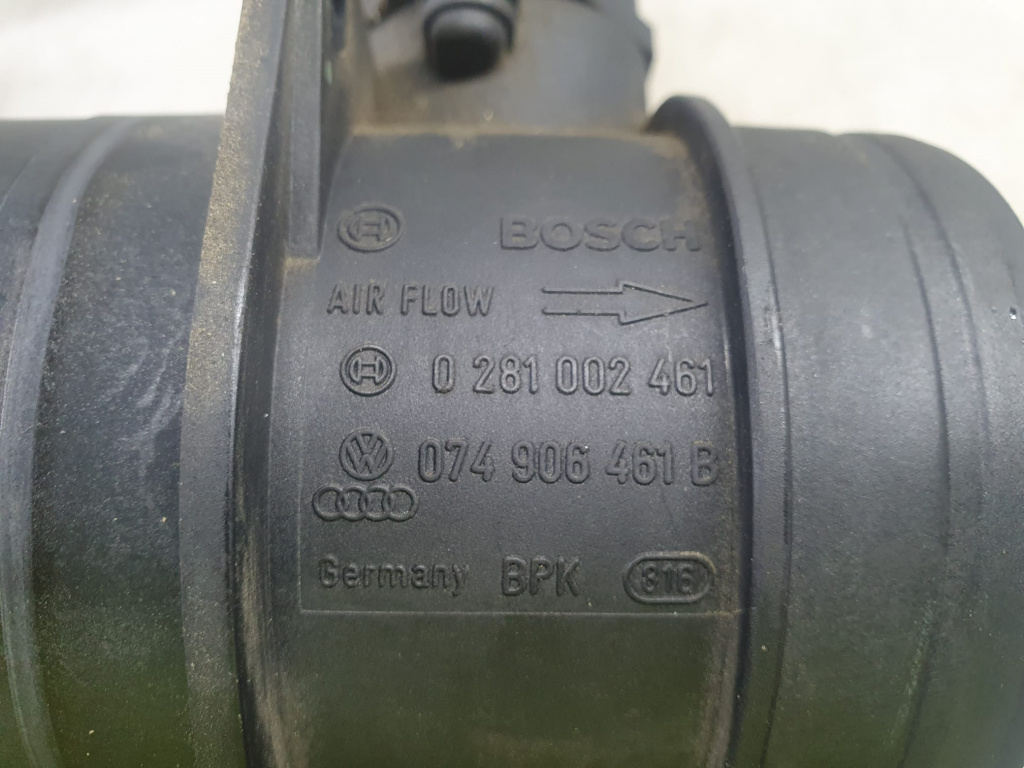 BOSCH
AIR FLOW
0 281 002 461
074 906 461 B
Germany BPK 816